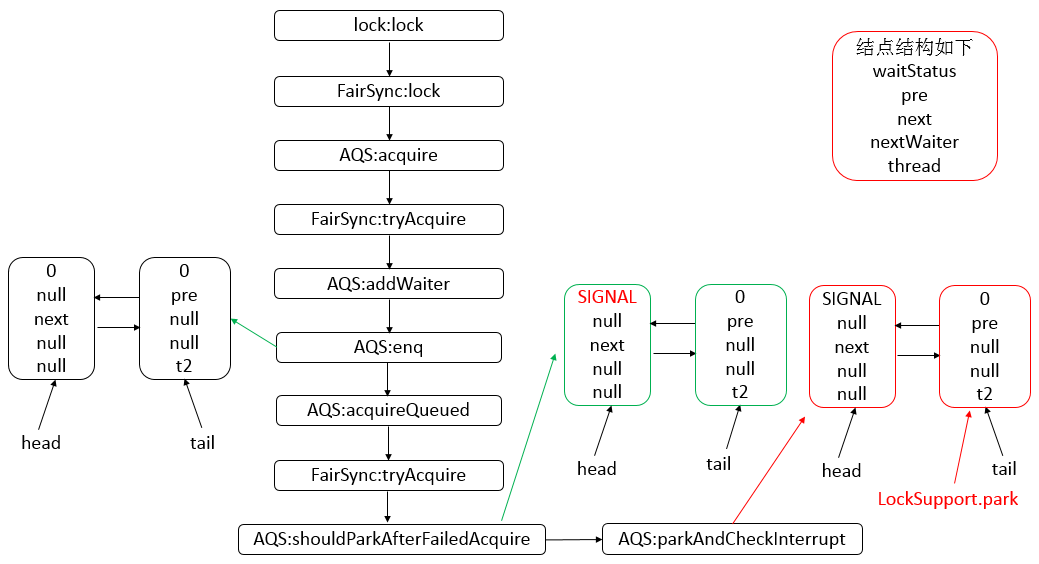 lock:lock
FairSync:lock
AQS:acquire
FairSync:tryAcquire
AQS:addWaiter
AQS:enq
AQS:acquireQueued
FairSync:tryAcquire
AQS:shouldParkAfterFailedAcquire
AQS:parkAndCheckInterrupt
结点结构如下
waitStatus
pre
next
nextWaiter
thread
0
null
next
null
null
head
0
pre
null
null
t2
tail
SIGNAL
null
next
null
null
head
0
pre
null
null
t2
tail
SIGNAL
null
next
null
null
head
0
pre
null
null
t2
tail
LockSupport.park